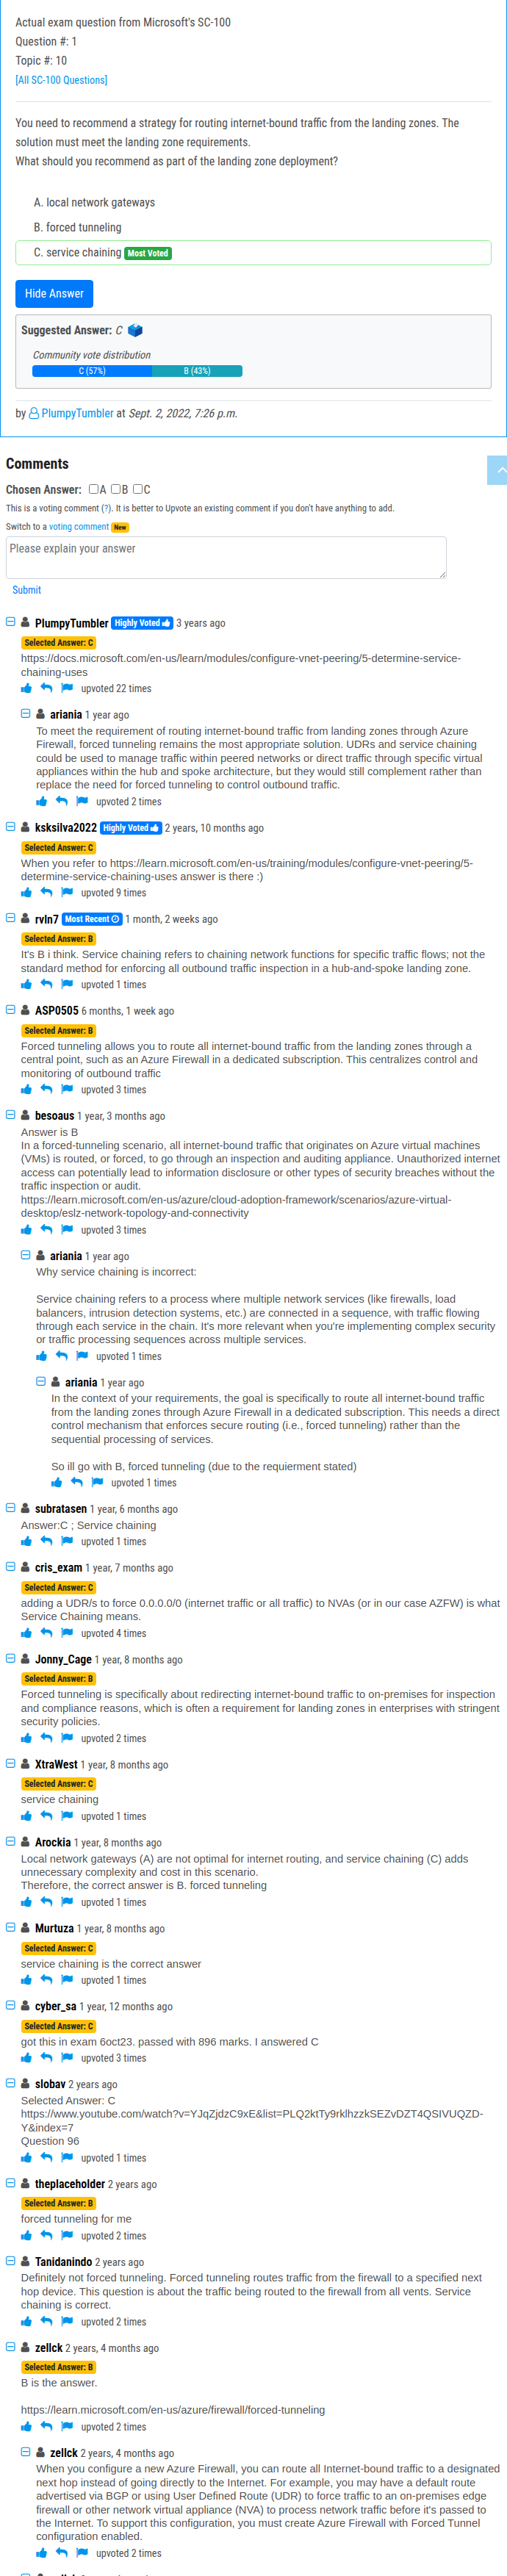 Actual exam question from Microsoft's SC-100
Question #: 1
Topic #: 10
[All SC-100 Questions]
You need to recommend a strategy for routing internet-bound traffic from the landing zones. The
solution must meet the landing zone requirements.
What should you recommend as part of the landing zone deployment?
A. local network gateways
B. forced tunneling
C. service chaining Most Voted
Hide Answer
Suggested Answer: C
Community vote distribution
C (57%) B (43%)
by PlumpyTumbler at Sept. 2, 2022, 7:26 p.m.
Comments
Chosen Answer: A B C
This is a voting comment (?). It is better to Upvote an existing comment if you don't have anything to add.
Switch to a voting comment New
Please explain your answer
Submit
PlumpyTumbler Highly Voted 3 years ago
Selected Answer: C
https://docs.microsoft.com/en-us/learn/modules/configure-vnet-peering/5-determine-service-
chaining-uses
upvoted 22 times
ariania 1 year ago
To meet the requirement of routing internet-bound traffic from landing zones through Azure
Firewall, forced tunneling remains the most appropriate solution. UDRs and service chaining
could be used to manage traffic within peered networks or direct traffic through specific virtual
appliances within the hub and spoke architecture, but they would still complement rather than
replace the need for forced tunneling to control outbound traffic.
upvoted 2 times
ksksilva2022 Highly Voted 2 years, 10 months ago
Selected Answer: C
When you refer to https://learn.microsoft.com/en-us/training/modules/configure-vnet-peering/5-
determine-service-chaining-uses answer is there :)
upvoted 9 times
rvln7 Most Recent 1 month, 2 weeks ago
Selected Answer: B
It's B i think. Service chaining refers to chaining network functions for specific traffic flows; not the
standard method for enforcing all outbound traffic inspection in a hub-and-spoke landing zone.
upvoted 1 times
ASP0505 6 months, 1 week ago
Selected Answer: B
Forced tunneling allows you to route all internet-bound traffic from the landing zones through a
central point, such as an Azure Firewall in a dedicated subscription. This centralizes control and
monitoring of outbound traffic
upvoted 3 times
besoaus 1 year, 3 months ago
Answer is B
In a forced-tunneling scenario, all internet-bound traffic that originates on Azure virtual machines
(VMs) is routed, or forced, to go through an inspection and auditing appliance. Unauthorized internet
access can potentially lead to information disclosure or other types of security breaches without the
traffic inspection or audit.
https://learn.microsoft.com/en-us/azure/cloud-adoption-framework/scenarios/azure-virtual-
desktop/eslz-network-topology-and-connectivity
upvoted 3 times
ariania 1 year ago
Why service chaining is incorrect:
Service chaining refers to a process where multiple network services (like firewalls, load
balancers, intrusion detection systems, etc.) are connected in a sequence, with traffic flowing
through each service in the chain. It's more relevant when you're implementing complex security
or traffic processing sequences across multiple services.
upvoted 1 times
ariania 1 year ago
In the context of your requirements, the goal is specifically to route all internet-bound traffic
from the landing zones through Azure Firewall in a dedicated subscription. This needs a direct
control mechanism that enforces secure routing (i.e., forced tunneling) rather than the
sequential processing of services.
So ill go with B, forced tunneling (due to the requierment stated)
upvoted 1 times
subratasen 1 year, 6 months ago
Answer:C ; Service chaining
upvoted 1 times
cris_exam 1 year, 7 months ago
Selected Answer: C
adding a UDR/s to force 0.0.0.0/0 (internet traffic or all traffic) to NVAs (or in our case AZFW) is what
Service Chaining means.
upvoted 4 times
Jonny_Cage 1 year, 8 months ago
Selected Answer: B
Forced tunneling is specifically about redirecting internet-bound traffic to on-premises for inspection
and compliance reasons, which is often a requirement for landing zones in enterprises with stringent
security policies.
upvoted 2 times
XtraWest 1 year, 8 months ago
Selected Answer: C
service chaining
upvoted 1 times
Arockia 1 year, 8 months ago
Local network gateways (A) are not optimal for internet routing, and service chaining (C) adds
unnecessary complexity and cost in this scenario.
Therefore, the correct answer is B. forced tunneling
upvoted 1 times
Murtuza 1 year, 8 months ago
Selected Answer: C
service chaining is the correct answer
upvoted 1 times
cyber_sa 1 year, 12 months ago
Selected Answer: C
got this in exam 6oct23. passed with 896 marks. I answered C
upvoted 3 times
slobav 2 years ago
Selected Answer: C
https://www.youtube.com/watch?v=YJqZjdzC9xE&list=PLQ2ktTy9rklhzzkSEZvDZT4QSIVUQZD-
Y&index=7
Question 96
upvoted 1 times
theplaceholder 2 years ago
Selected Answer: B
forced tunneling for me
upvoted 2 times
Tanidanindo 2 years ago
Definitely not forced tunneling. Forced tunneling routes traffic from the firewall to a specified next
hop device. This question is about the traffic being routed to the firewall from all vents. Service
chaining is correct.
upvoted 2 times
zellck 2 years, 4 months ago
Selected Answer: B
B is the answer.
https://learn.microsoft.com/en-us/azure/firewall/forced-tunneling
upvoted 2 times
zellck 2 years, 4 months ago
When you configure a new Azure Firewall, you can route all Internet-bound traffic to a designated
next hop instead of going directly to the Internet. For example, you may have a default route
advertised via BGP or using User Defined Route (UDR) to force traffic to an on-premises edge
firewall or other network virtual appliance (NVA) to process network traffic before it's passed to
the Internet. To support this configuration, you must create Azure Firewall with Forced Tunnel
configuration enabled.
upvoted 2 times